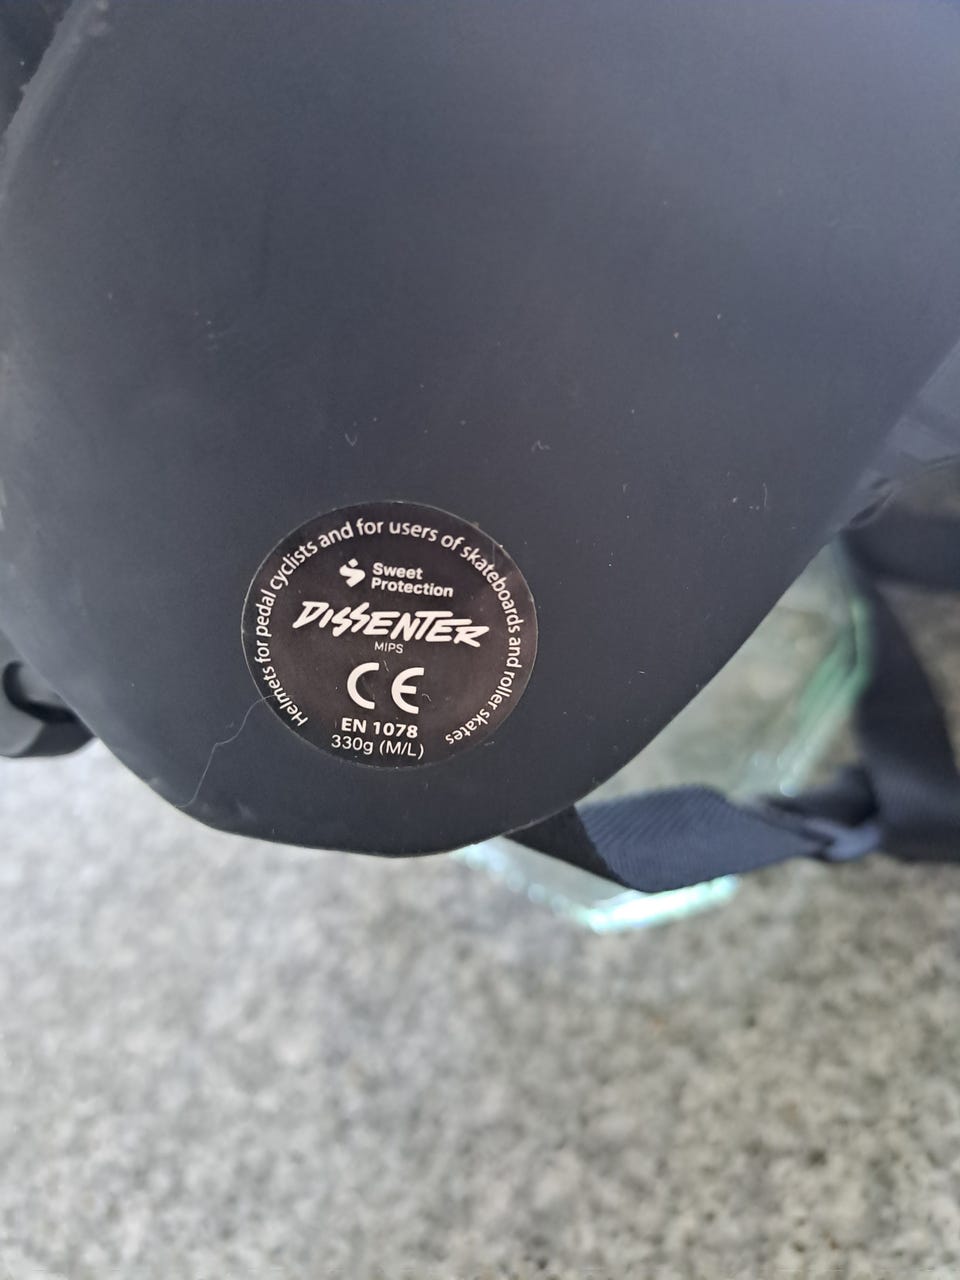 Helmets for pedal cyclists and for users of skateboards and roller skates
Sweet
Protection
DISSENTER
MIPS
CE
EN 1078
330g (M/L)